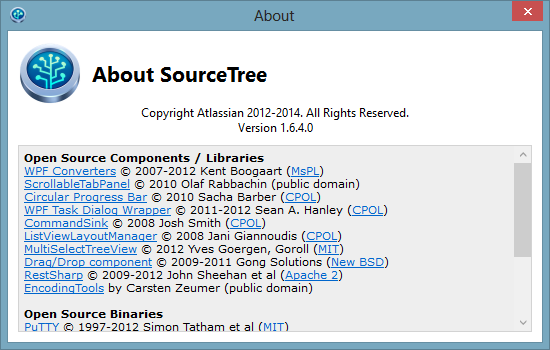 About
About SourceTree
Copyright Atlassian 2012-2014. All Rights Reserved.
Version 1.6.4.0
Open Source Components / Libraries
WPF Converters © 2007-2012 Kent Boogaart (MsPL)
ScrollableTabPanel © 2010 Olaf Rabbachin (public domain)
Circular Progress Bar © 2010 Sacha Barber (CPOL)
WPF Task Dialog Wrapper © 2011-2012 Sean A. Hanley (CPOL)
CommandSink © 2008 Josh Smith (CPOL)
ListViewLayoutManager © 2008 Jani Giannoudis (CPOL)
MultiSelectTreeView © 2012 Yves Goergen, Goroll (MIT)
Drag/Drop component © 2009-2011 Gong Solutions (New BSD)
RestSharp © 2009-2012 John Sheehan et al (Apache 2)
EncodingTools by Carsten Zeumer (public domain)
Open Source Binaries
PuTTY © 1997-2012 Simon Tatham et al (MIT)